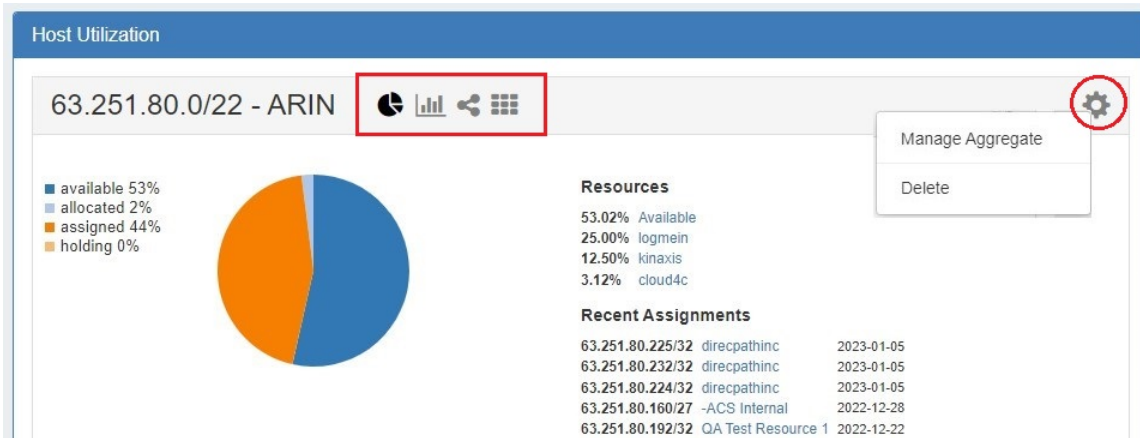 Host Utilization
63.251.80.0/22 - ARIN
Manage Aggregate
Delete
available 53%
allocated 2%
assigned 44%
holding 0%
Resources
53.02% Available
25.00% logmein
12.50% kinaxis
3.12% cloud4c
Recent Assignments
63.251.80.225/32 direcpathinc 2023-01-05
63.251.80.232/32 direcpathinc 2023-01-05
63.251.80.224/32 direcpathinc 2023-01-05
63.251.80.160/27 -ACS Internal 2022-12-28
63.251.80.192/32 QA Test Resource 1 2022-12-22